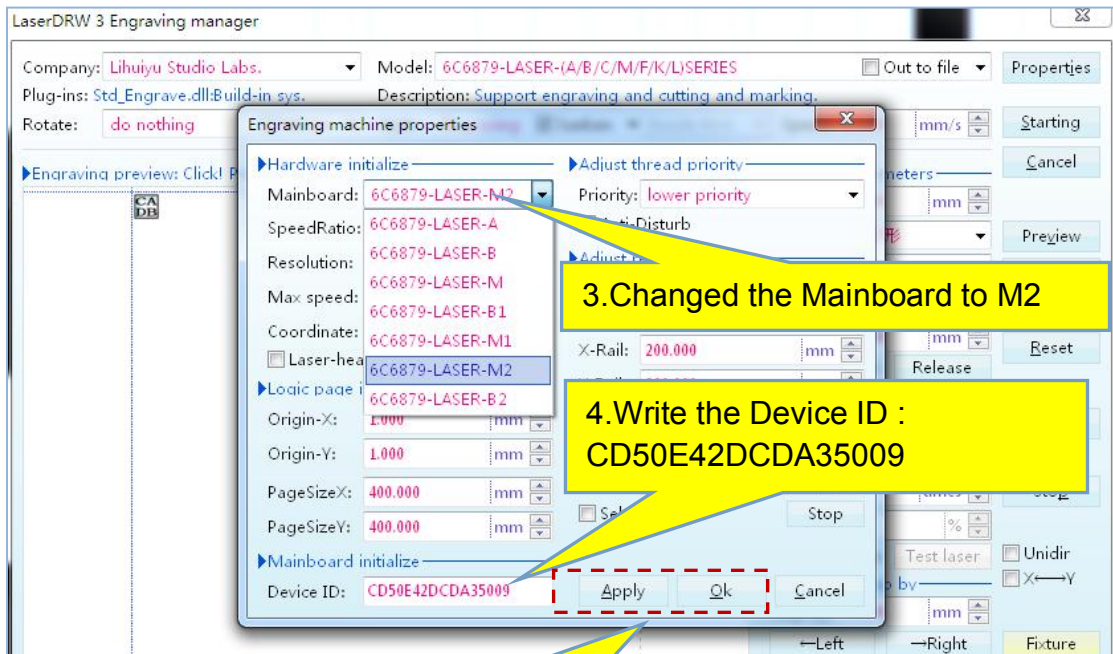 LaserDRW 3 Engraving manager
Company: Lihuiyu Studio Labs. Model: 6C6879-LASER-(A/B/C/M/F/K/L)SERIES Out to file Properties
Plug-ins: Std_Engrave.dll:Build-in sys. Description: Support engraving and cutting and marking.
Rotate: do nothing mm/s Starting
Engraving machine properties
Cancel
Engraving preview: Click!
CA
DB
mm
Preview
Hardware initialize
Adjust thread priority
Mainboard: 6C6879-LASER-M2 Priority: lower priority
SpeedRatio: 6C6879-LASER-A
Resolution: 6C6879-LASER-B
Max speed: 6C6879-LASER-M
6C6879-LASER-B1
Coordinate: 6C6879-LASER-M1
6C6879-LASER-M2
6C6879-LASER-B2
3.Changed the Mainboard to M2
X-Rail: 200.000 mm
mm Reset
Release
4.Write the Device ID :
CD50E42DCDA35009
Origin-X: 1.000 mm
Origin-Y: 1.000 mm
PageSizeX: 400.000 mm
PageSizeY: 400.000 mm
Stop
%
Test laser Unidir
X←→Y
Mainboard initialize
Device ID: CD50E42DCDA35009 Apply Ok Cancel
mm
←Left →Right Fixture